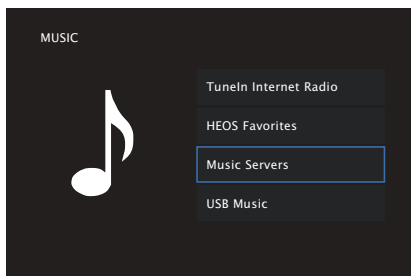 MUSIC
TuneIn Internet Radio
HEOS Favorites
Music Servers
USB Music